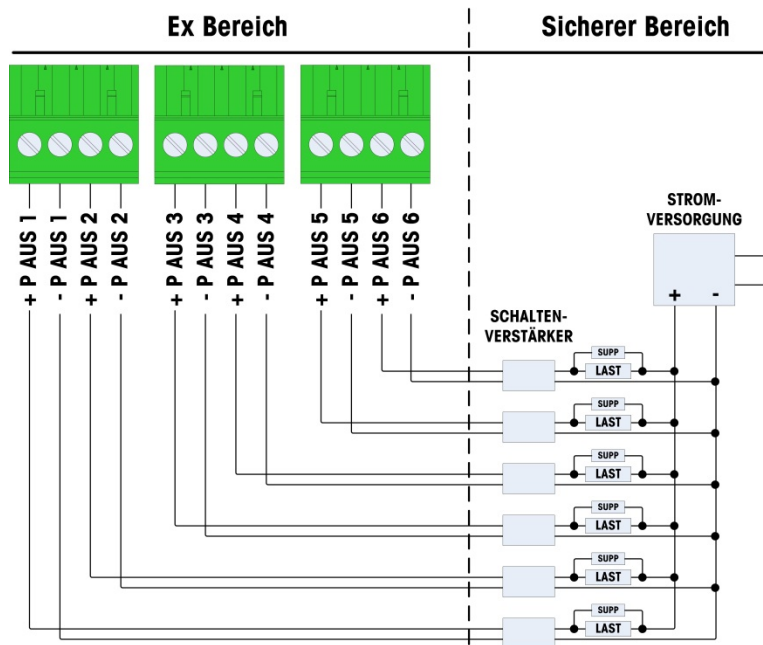 Ex Bereich
Sicherer Bereich
+ P AUS 1
- P AUS 1
+ P AUS 2
- P AUS 2
+ P AUS 3
- P AUS 3
+ P AUS 4
- P AUS 4
+ P AUS 5
- P AUS 5
+ P AUS 6
- P AUS 6
STROM-
VERSORGUNG
+ -
SCHALTEN-
VERSTÄRKER
SUPP
LAST
SUPP
LAST
SUPP
LAST
SUPP
LAST
SUPP
LAST
SUPP
LAST